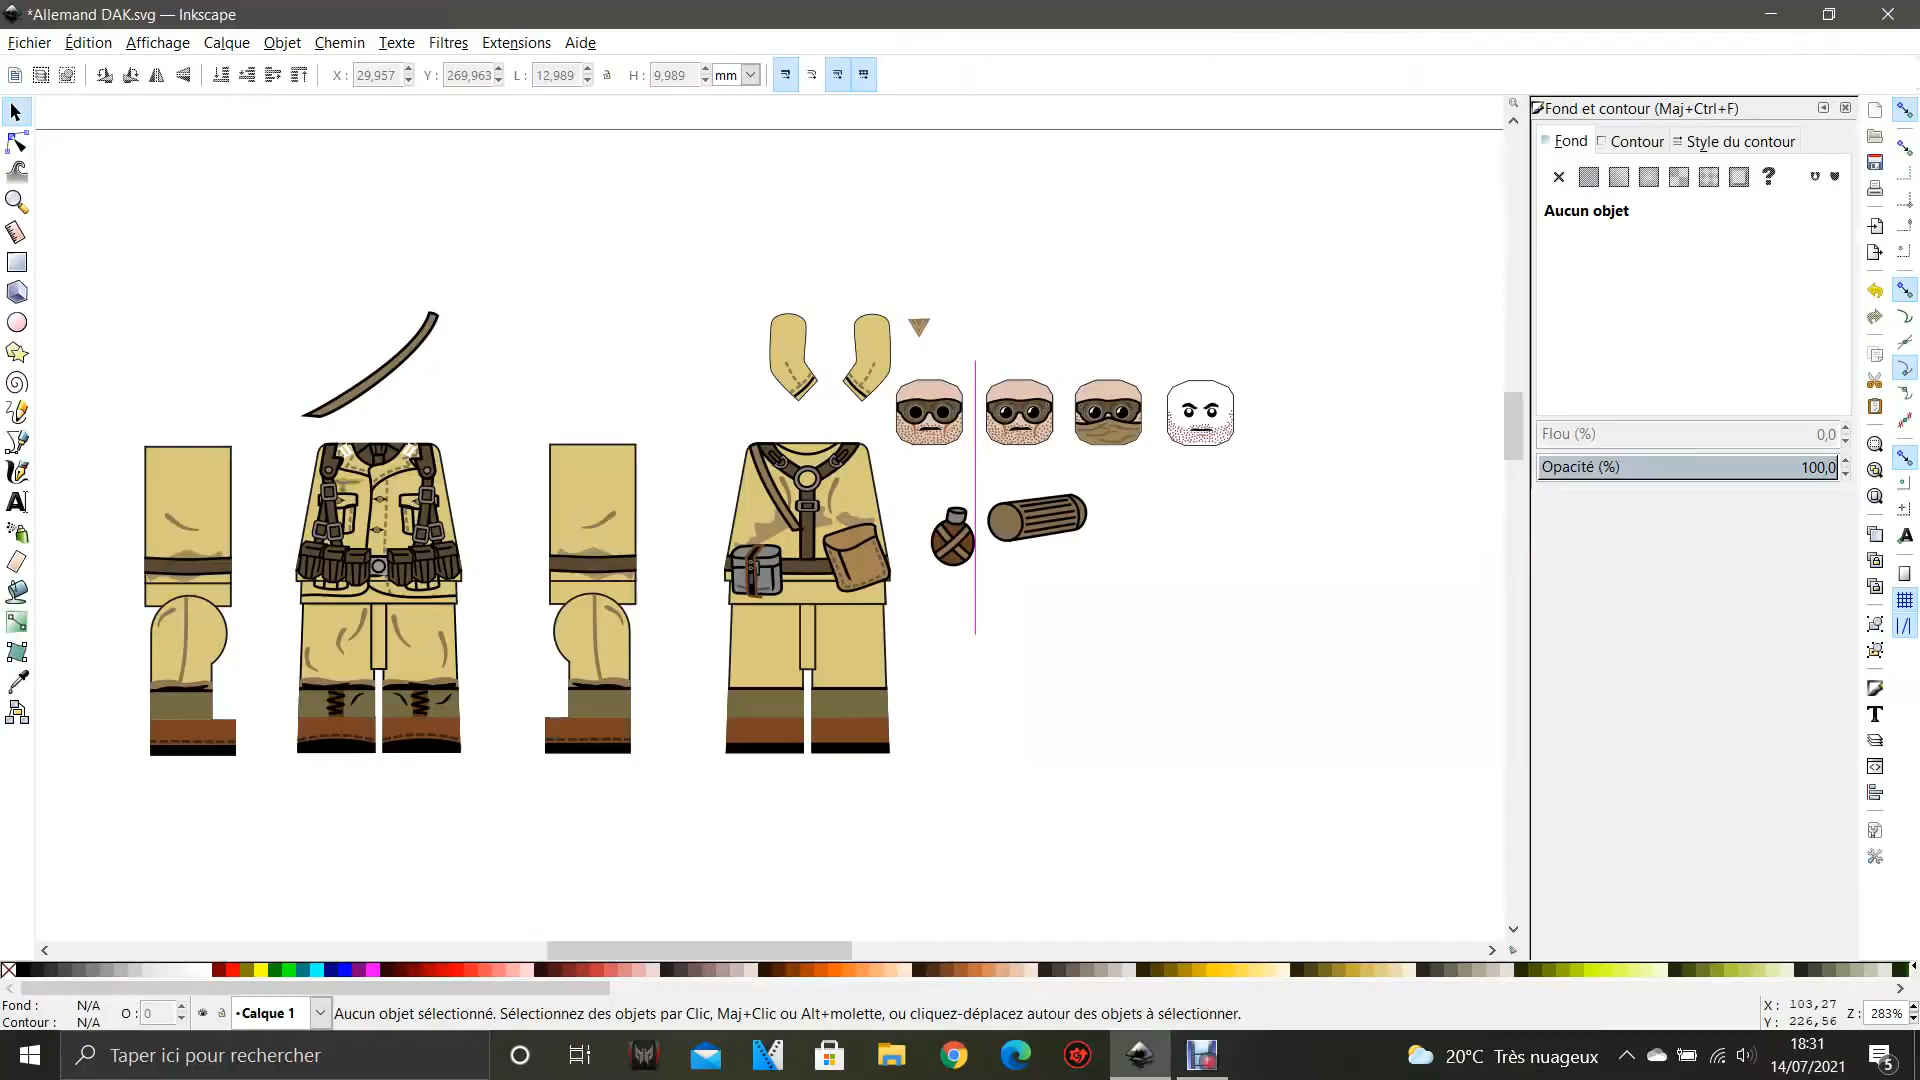 *Allemand DAK.svg — Inkscape
Fichier Édition Affichage Calque Objet Chemin Texte Filtres Extensions Aide
X : 29,957 Y : 269,963 L : 12,989 H : 9,989 mm
Fond et contour (Maj+Ctrl+F)
Fond Contour Style du contour
Aucun objet
Flou (%) 0,0
Opacité (%) 100,0
Fond : N/A O : 0 •Calque 1 Aucun objet sélectionné. Sélectionnez des objets par Clic, Maj+Clic ou Alt+molette, ou cliquez-déplacez autour des objets à sélectionner. X : 103,27 Z : 283%
Contour : N/A Y : 226,56
Taper ici pour rechercher 20°C Très nuageux 18:31
14/07/2021 5